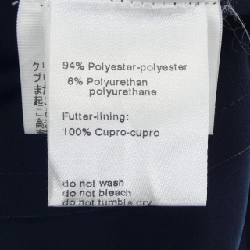 94% Polyester-polyester
6% Polyurethan
polyurethane
Futter-lining:
100% Cupro-cupro
do not wash
do not bleach
do not tumble dry